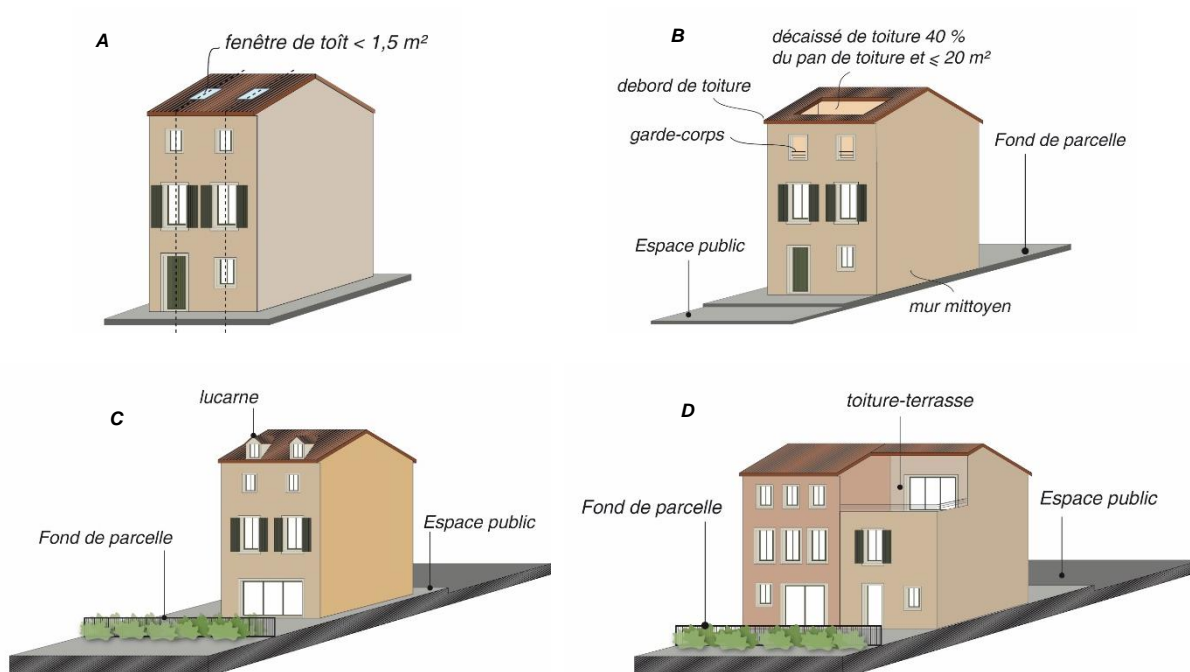 A
fenêtre de toît < 1,5 m²
B
décaissé de toiture 40 %
du pan de toiture et ⩽ 20 m²
debord de toiture
garde-corps
Fond de parcelle
Espace public
mur mittoyen
C
lucarne
Fond de parcelle
Espace public
D
toiture-terrasse
Fond de parcelle
Espace public